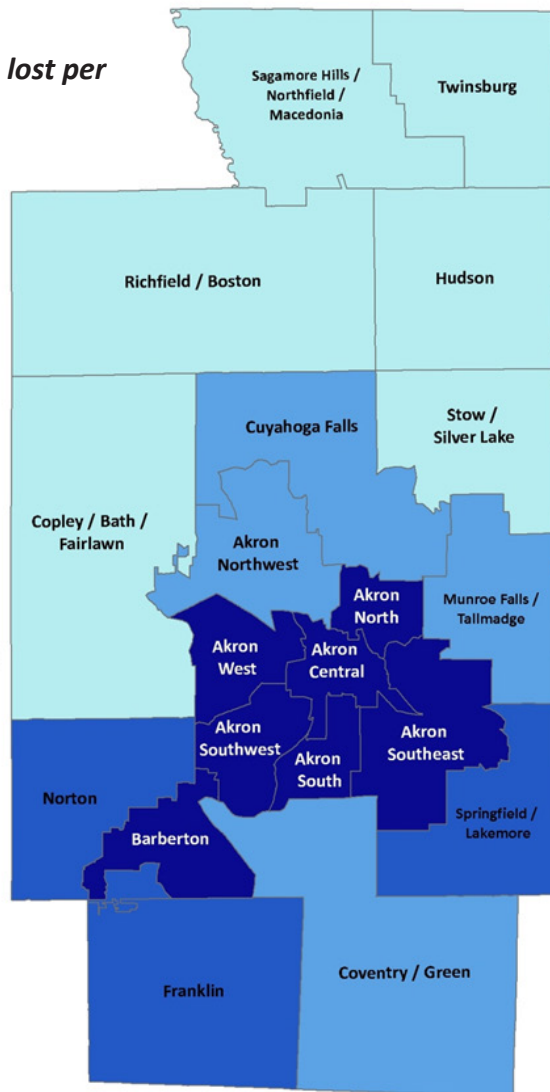 lost per
Sagamore Hills /
Northfield /
Macedonia
Twinsburg
Richfield / Boston
Hudson
Cuyahoga Falls
Stow /
Silver Lake
Copley / Bath /
Fairlawn
Akron
Northwest
Akron
North
Munroe Falls /
Tallmadge
Akron
West
Akron
Central
Akron
Southwest
Akron
South
Akron
Southeast
Norton
Springfield /
Lakemore
Barberton
Franklin
Coventry / Green